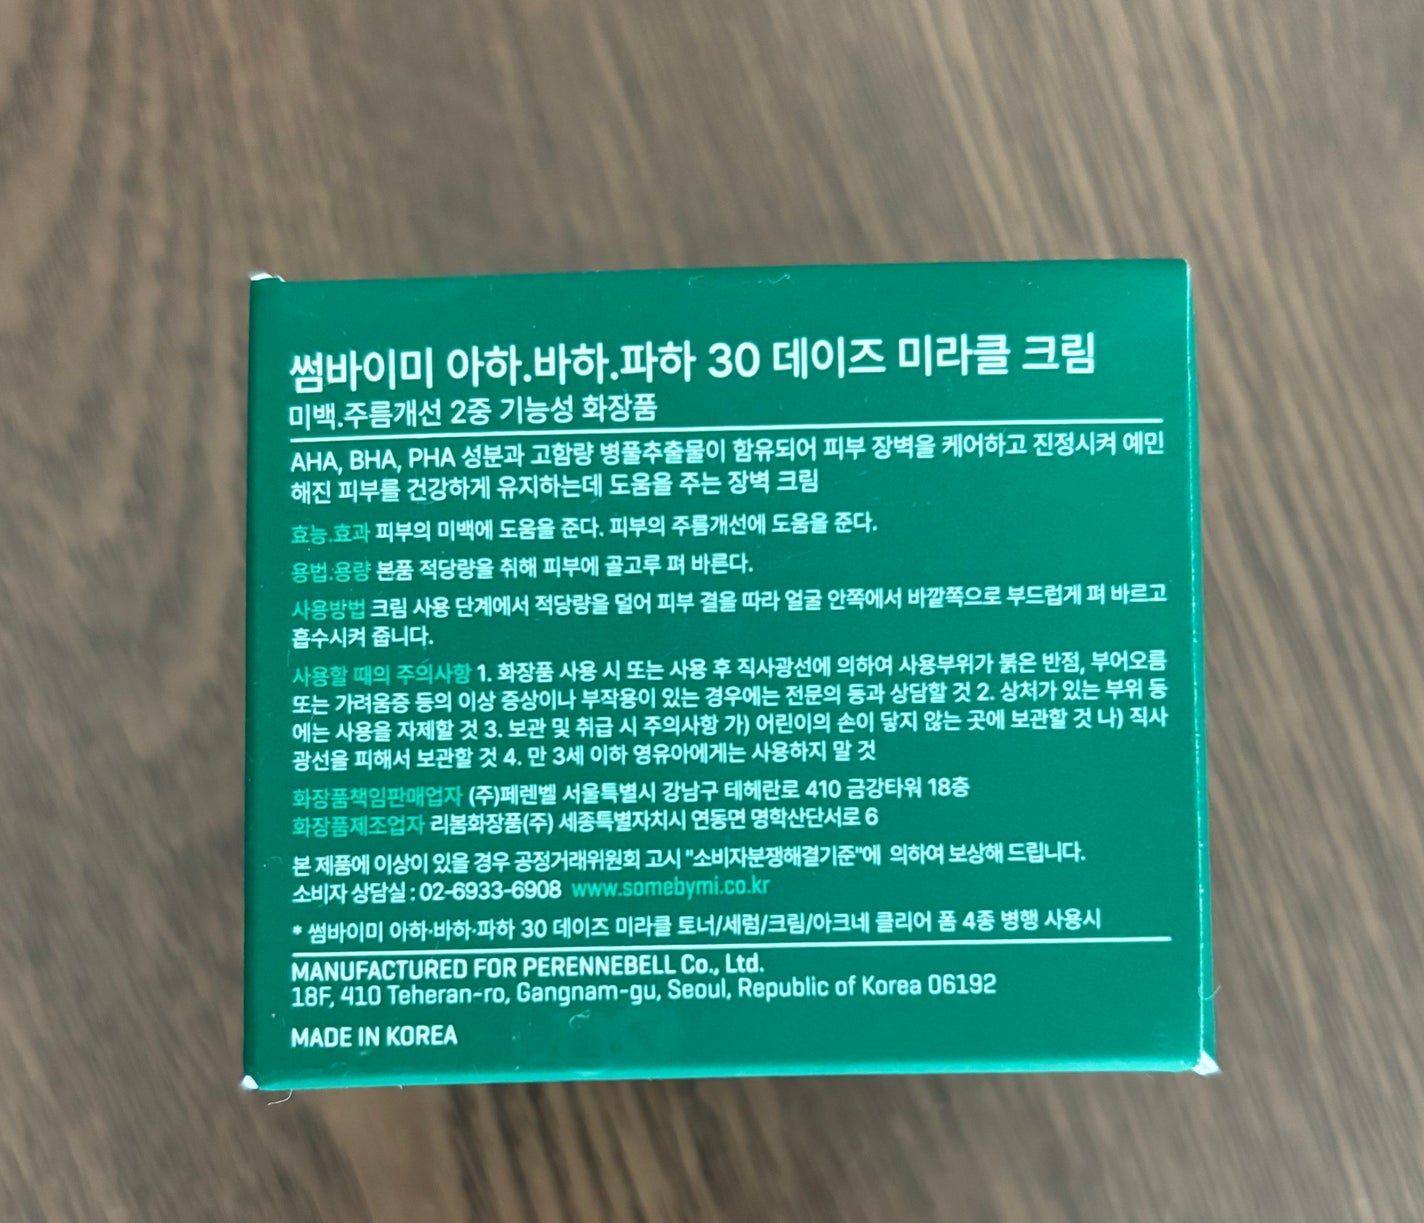 썸바이미 아하.바하.파하 30 데이즈 미라클 크림
미백.주름개선 2중 기능성 화장품
AHA, BHA, PHA 성분과 고함량 병풀추출물이 함유되어 피부 장벽을 케어하고 진정시켜 예민
해진 피부를 건강하게 유지하는데 도움을 주는 장벽 크림
효능.효과 피부의 미백에 도움을 준다. 피부의 주름개선에 도움을 준다.
용법.용량 본품 적당량을 취해 피부에 골고루 펴 바른다.
사용방법 크림 사용 단계에서 적당량을 덜어 피부 결을 따라 얼굴 안쪽에서 바깥쪽으로 부드럽게 펴 바르고
흡수시켜 줍니다.
사용할 때의 주의사항 1. 화장품 사용 시 또는 사용 후 직사광선에 의하여 사용부위가 붉은 반점, 부어오름
또는 가려움증 등의 이상 증상이나 부작용이 있는 경우에는 전문의 등과 상담할 것 2. 상처가 있는 부위 등
에는 사용을 자제할 것 3. 보관 및 취급 시 주의사항 가) 어린이의 손이 닿지 않는 곳에 보관할 것 나) 직사
광선을 피해서 보관할 것 4. 만 3세 이하 영유아에게는 사용하지 말 것
화장품책임판매업자 (주)페렌벨 서울특별시 강남구 테헤란로 410 금강타워 18층
화장품제조업자 리봄화장품(주) 세종특별자치시 연동면 명학산단서로 6
본 제품에 이상이 있을 경우 공정거래위원회 고시 "소비자분쟁해결기준"에 의하여 보상해 드립니다.
소비자 상담실 : 02-6933-6908 www.somebymi.co.kr
* 썸바이미 아하·바하·파하 30 데이즈 미라클 토너/세럼/크림/아크네 클리어 폼 4종 병행 사용시
MANUFACTURED FOR PERENNEBELL Co., Ltd.
18F, 410 Teheran-ro, Gangnam-gu, Seoul, Republic of Korea 06192
MADE IN KOREA